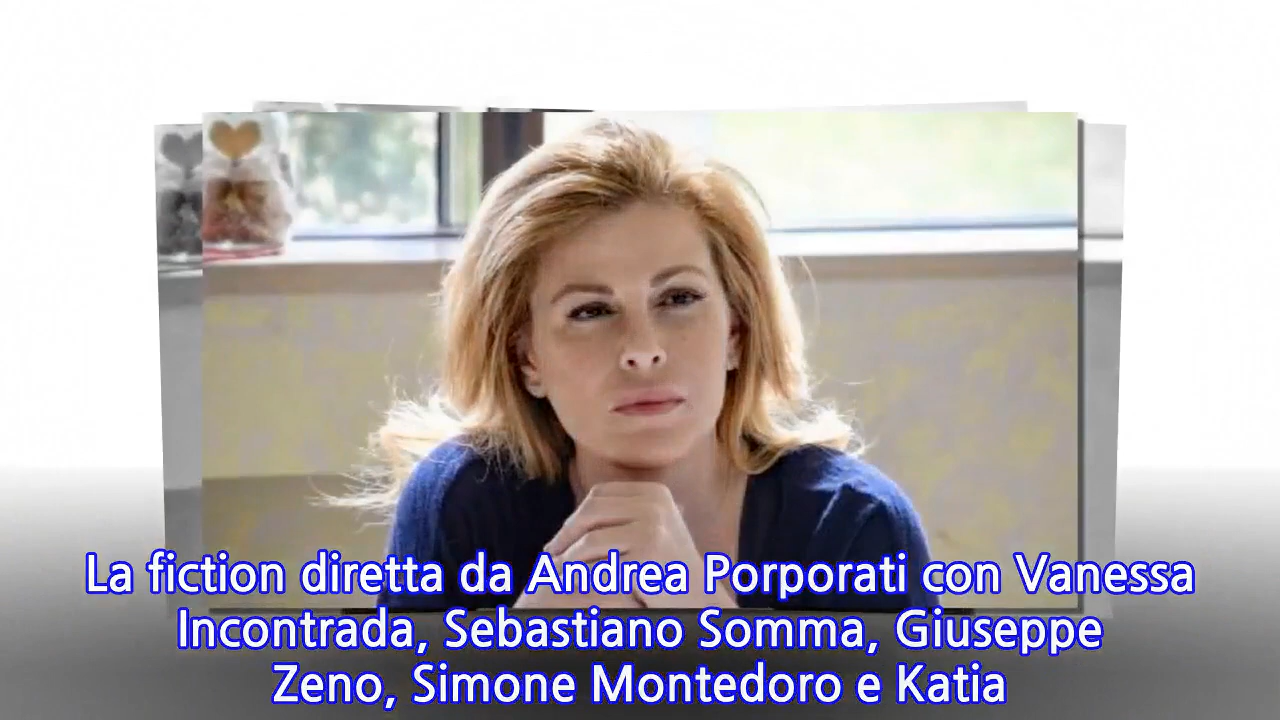 La fiction diretta da Andrea Porporati con Vanessa
Incontrada, Sebastiano Somma, Giuseppe
Zeno, Simone Montedoro e Katia